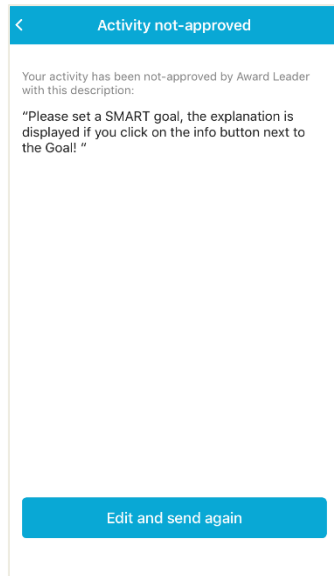 Activity not-approved
Your activity has been not-approved by Award Leader
with this description:
“Please set a SMART goal, the explanation is
displayed if you click on the info button next to
the Goal! “
Edit and send again